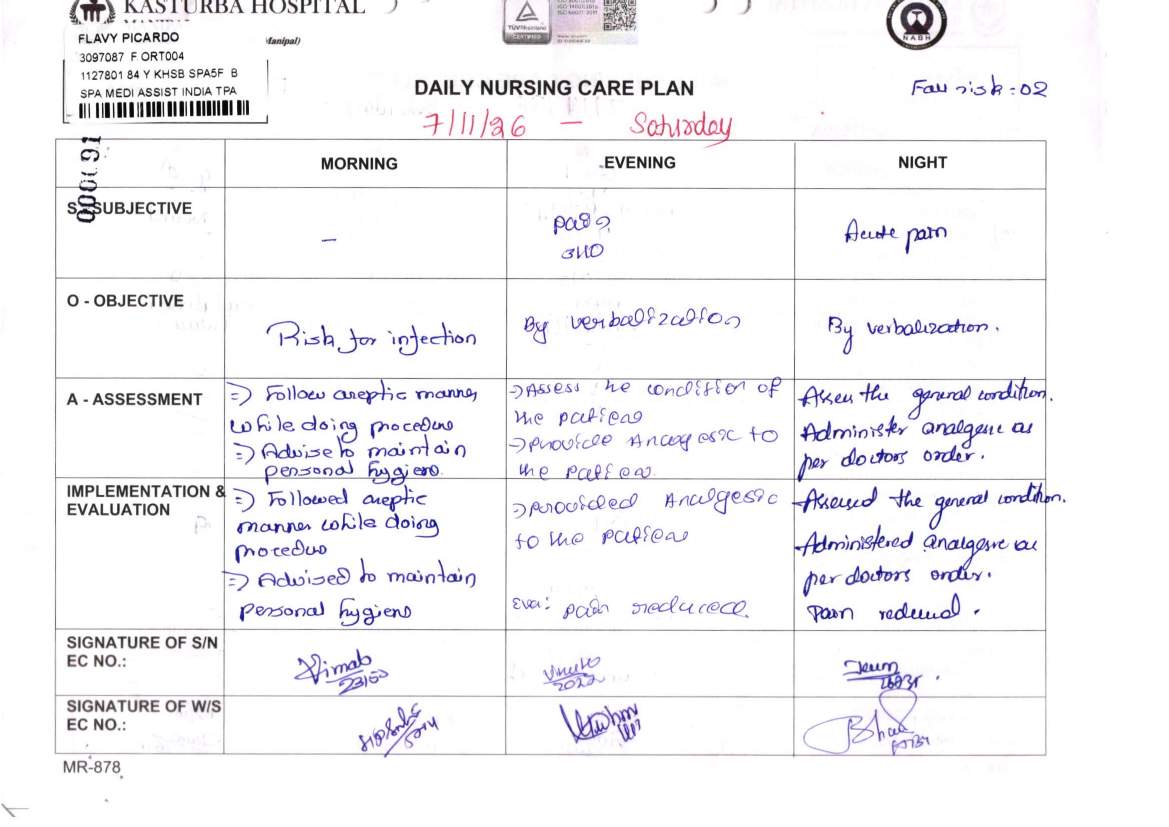 KASTURBA HOSPITAL
FLAVY PICARDO
Manipal)
3097087 F ORT004
1127801 84 Y KHSB SPA5F B
SPA MEDI ASSIST INDIA TPA
NABH
DAILY NURSING CARE PLAN
Fall risk - 02
7/11/26 — Saturday
000091
MORNING
EVENING
NIGHT
S - SUBJECTIVE
–
Pain
Acute pain
O - OBJECTIVE
Risk for infection
By verbalization
By verbalization.
A - ASSESSMENT
=> Follow aseptic manner
while doing procedure
=> Advise to maintain
personal hygiene.
→ Assess the condition of
the patient
→ provide Anagesic to
the patient.
Assess the general condition.
Administer analgesic as
per doctors order.
IMPLEMENTATION &
EVALUATION
=> Followed aseptic
manner while doing
procedure
=> Advised to maintain
personal hygiene
→ provided Analgesic
to the patient
Eva: pain reduced.
Assessed the general condition.
Administered analgesic as
per doctors order.
Pain reduced.
SIGNATURE OF S/N
EC NO.:
SIGNATURE OF W/S
EC NO.:
MR-878